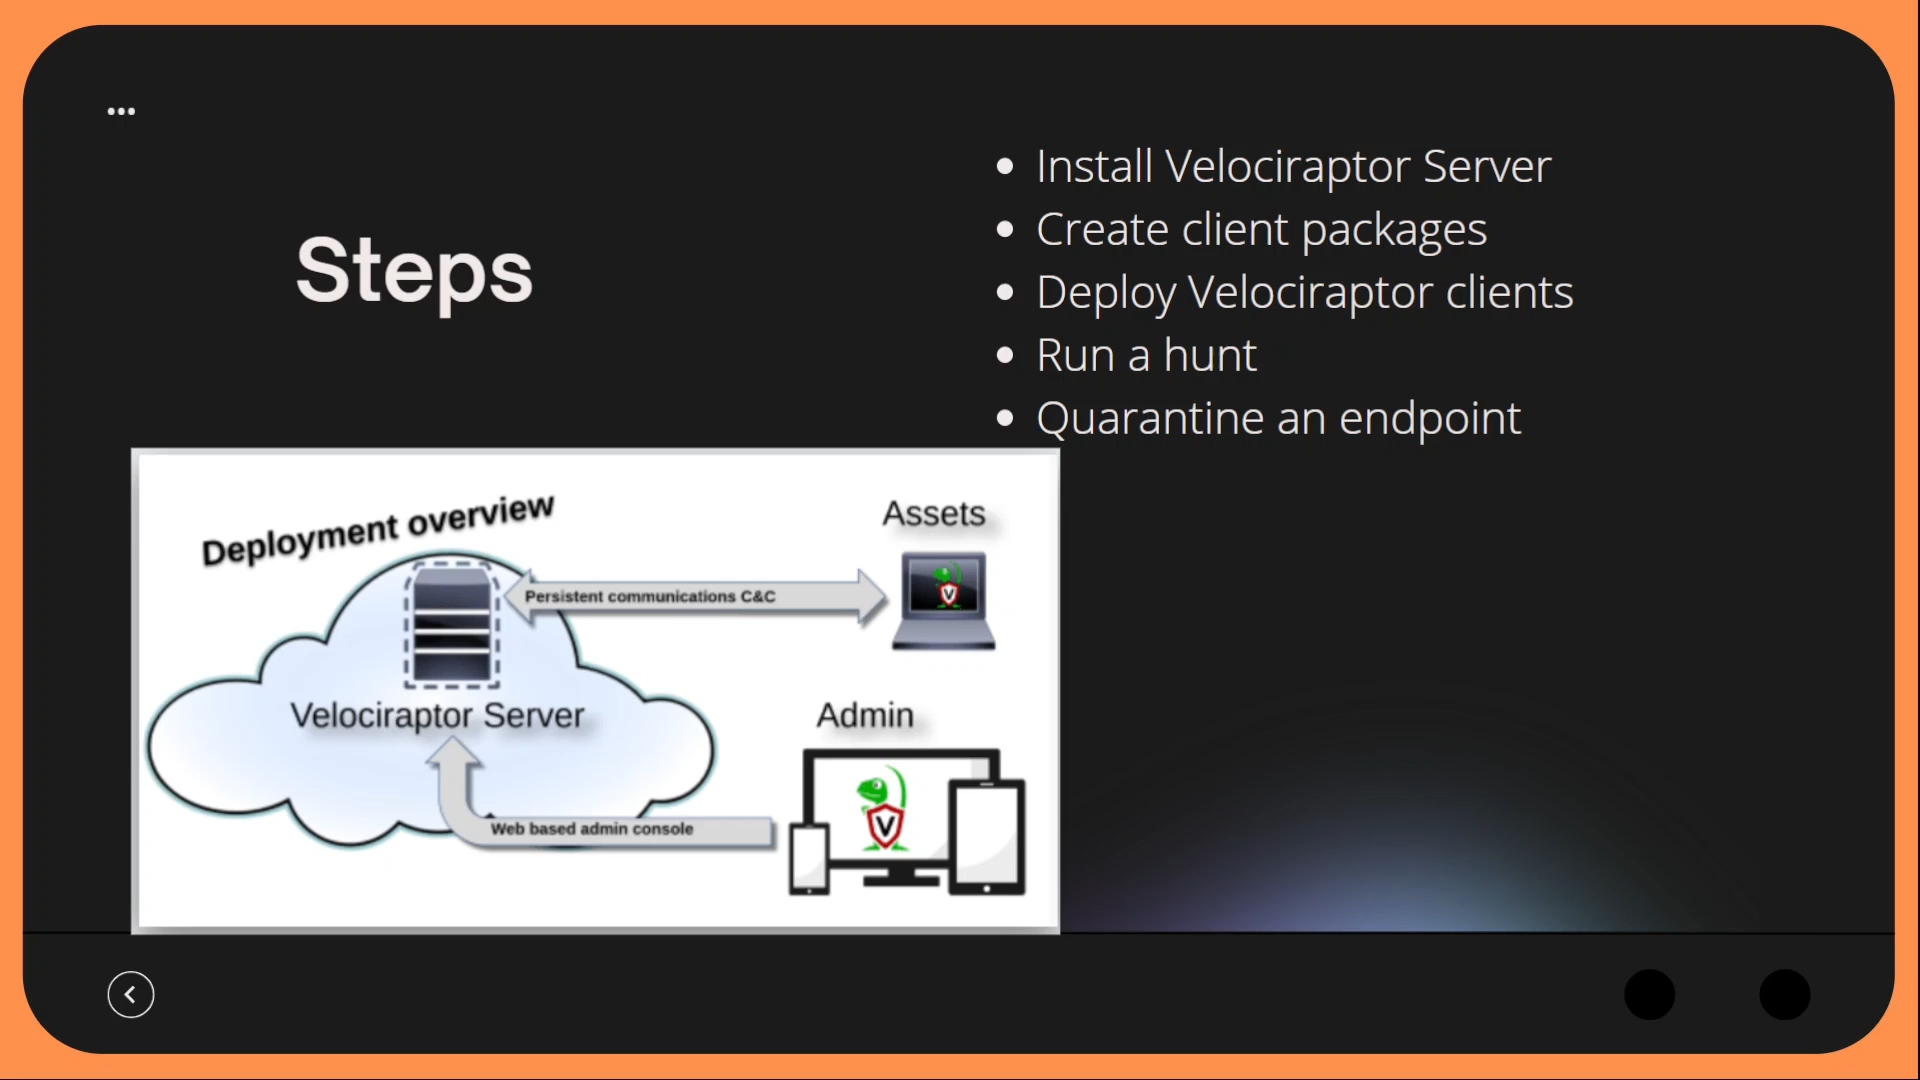 Steps
Install Velociraptor Server
Create client packages
Deploy Velociraptor clients
Run a hunt
Quarantine an endpoint
Deployment overview
Assets
Persistent communications C&C
Velociraptor Server
Admin
V
V
Web based admin console